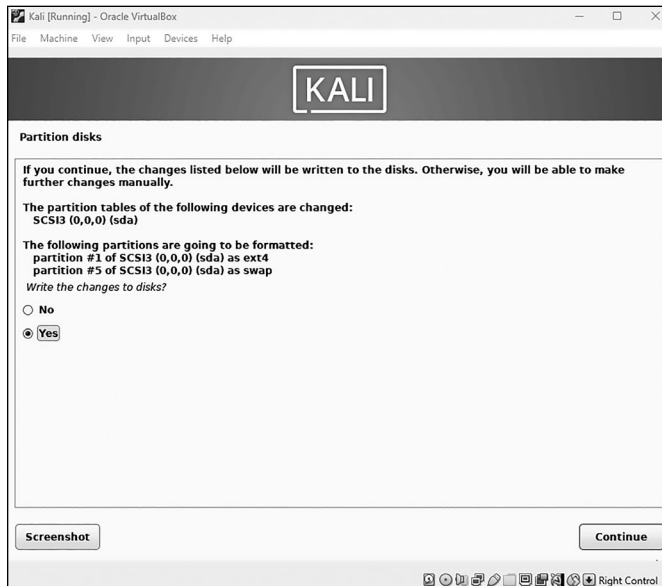 Kali [Running] - Oracle VirtualBox
File Machine View Input Devices Help
KALI
Partition disks
If you continue, the changes listed below will be written to the disks. Otherwise, you will be able to make
further changes manually.
The partition tables of the following devices are changed:
SCSI3 (0,0,0) (sda)
The following partitions are going to be formatted:
partition #1 of SCSI3 (0,0,0) (sda) as ext4
partition #5 of SCSI3 (0,0,0) (sda) as swap
Write the changes to disks?
No
Yes
Screenshot Continue
Right Control